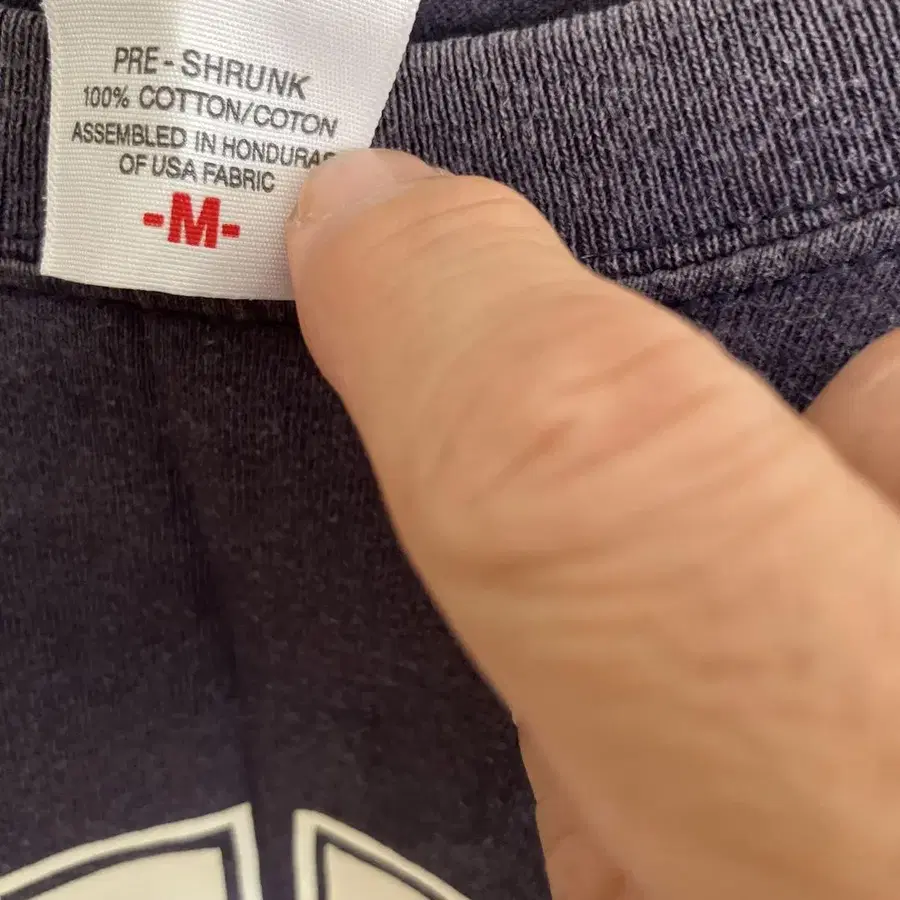 PRE-SHRUNK
100% COTTON/COTON
ASSEMBLED IN HONDURAS
OF USA FABRIC
-M-